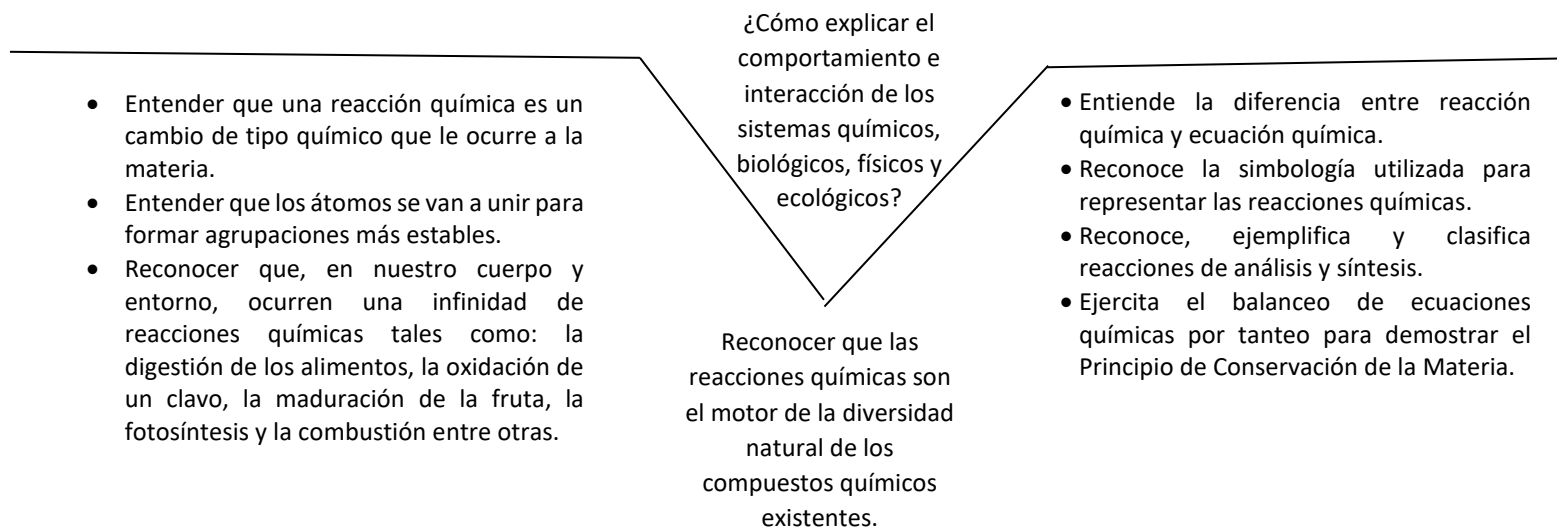 ¿Cómo explicar el
comportamiento e
interacción de los
sistemas químicos,
biológicos, físicos y
ecológicos?
• Entender que una reacción química es un
cambio de tipo químico que le ocurre a la
materia.
• Entender que los átomos se van a unir para
formar agrupaciones más estables.
• Reconocer que, en nuestro cuerpo y
entorno, ocurren una infinidad de
reacciones químicas tales como: la
digestión de los alimentos, la oxidación de
un clavo, la maduración de la fruta, la
fotosíntesis y la combustión entre otras.
Reconocer que las
reacciones químicas son
el motor de la diversidad
natural de los
compuestos químicos
existentes.
• Entiende la diferencia entre reacción
química y ecuación química.
• Reconoce la simbología utilizada para
representar las reacciones químicas.
• Reconoce, ejemplifica y clasifica
reacciones de análisis y síntesis.
• Ejercita el balanceo de ecuaciones
químicas por tanteo para demostrar el
Principio de Conservación de la Materia.